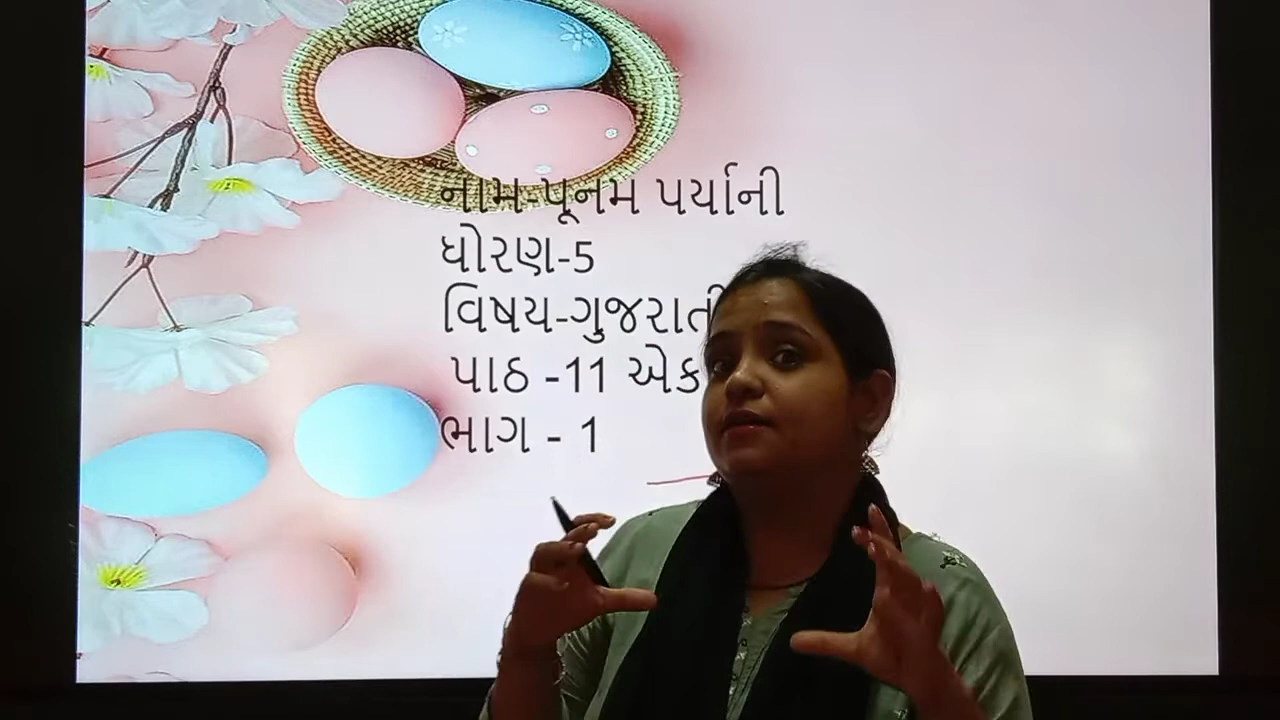 નામ-પૂનમ પર્યાની
ધોરણ-5
વિષય-ગુજરાતી
પાઠ -11 એક
ભાગ - 1